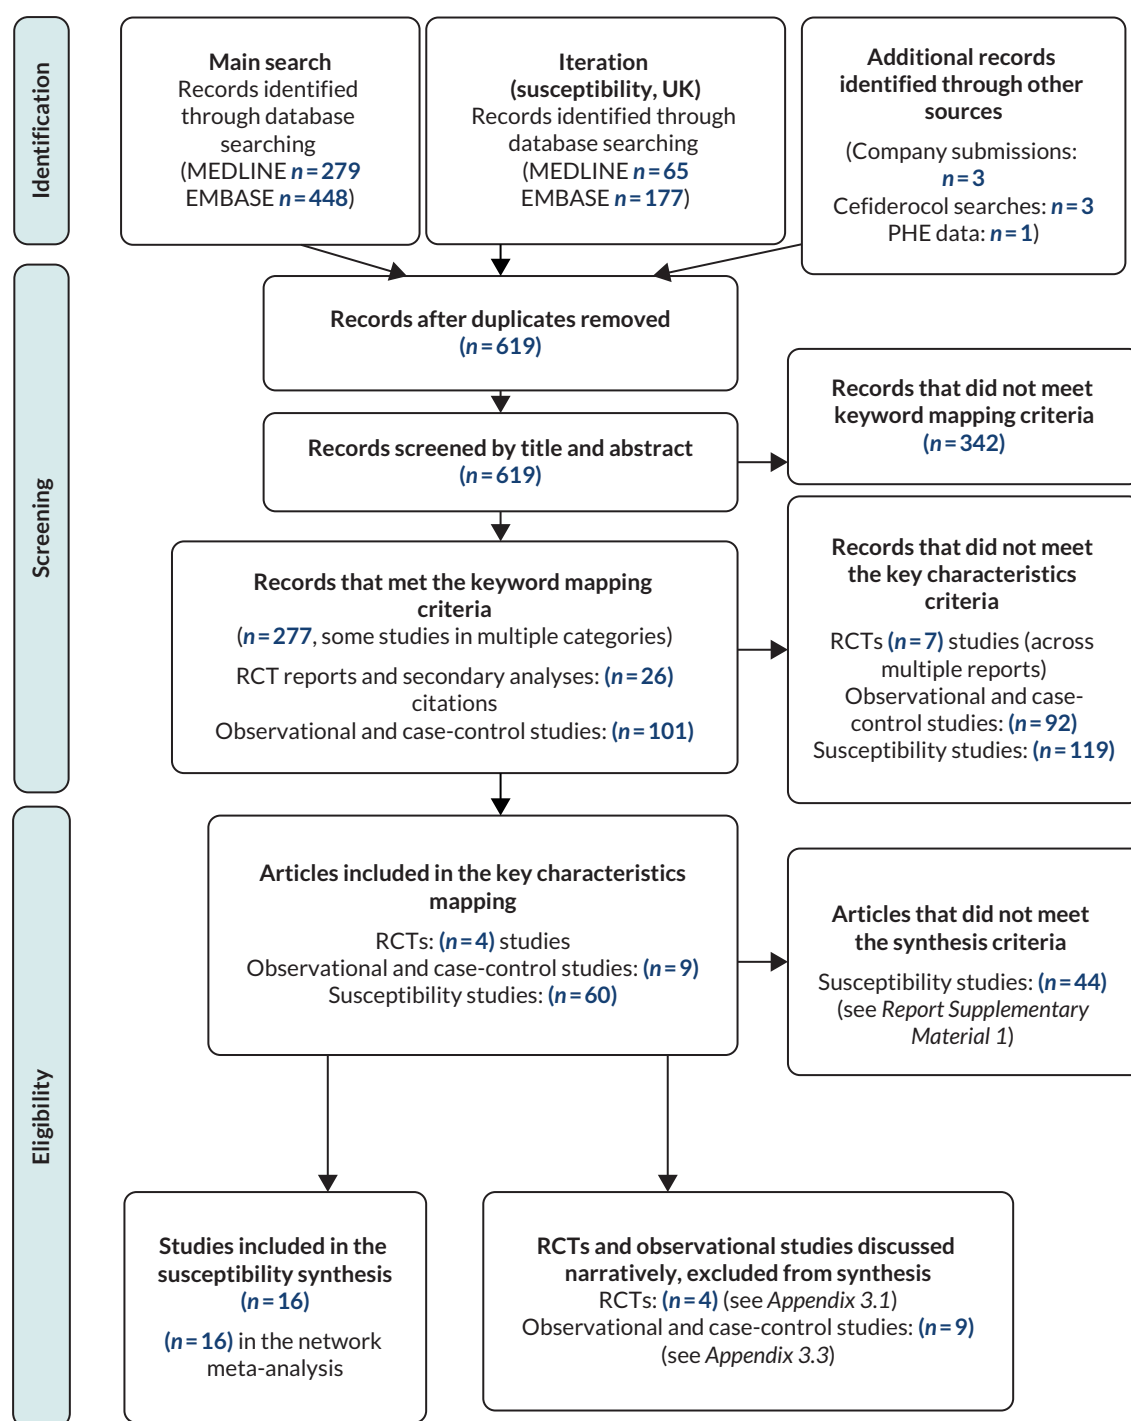 Identification
Main search
Records identified
through database
searching
(MEDLINE n=279
EMBASE n=448)
Iteration
(susceptibility, UK)
Records identified through
database searching
(MEDLINE n=65
EMBASE n=177)
Additional records
identified through other
sources
(Company submissions:
n=3
Cefiderocol searches: n=3
PHE data: n=1)
Screening
Records after duplicates removed
(n=619)
Records screened by title and abstract
(n=619)
Records that did not meet
keyword mapping criteria
(n=342)
Records that met the keyword mapping
criteria
(n=277, some studies in multiple categories)
RCT reports and secondary analyses: (n=26)
citations
Observational and case-control studies: (n=101)
Records that did not meet
the key characteristics
criteria
RCTs (n=7) studies (across
multiple reports)
Observational and case-
control studies: (n=92)
Susceptibility studies: (n=119)
Eligibility
Articles included in the key characteristics
mapping
RCTs: (n=4) studies
Observational and case-control studies: (n=9)
Susceptibility studies: (n=60)
Articles that did not meet
the synthesis criteria
Susceptibility studies: (n=44)
(see Report Supplementary
Material 1)
Studies included in the
susceptibility synthesis
(n=16)
(n=16) in the network
meta-analysis
RCTs and observational studies discussed
narratively, excluded from synthesis
RCTs: (n=4) (see Appendix 3.1)
Observational and case-control studies: (n=9)
(see Appendix 3.3)